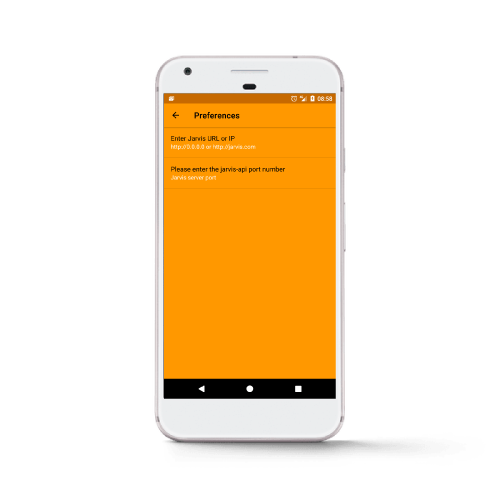 08:58
Preferences
Enter Jarvis URL or IP
http://0.0.0.0 or http://jarvis.com
Please enter the jarvis-api port number
Jarvis server port